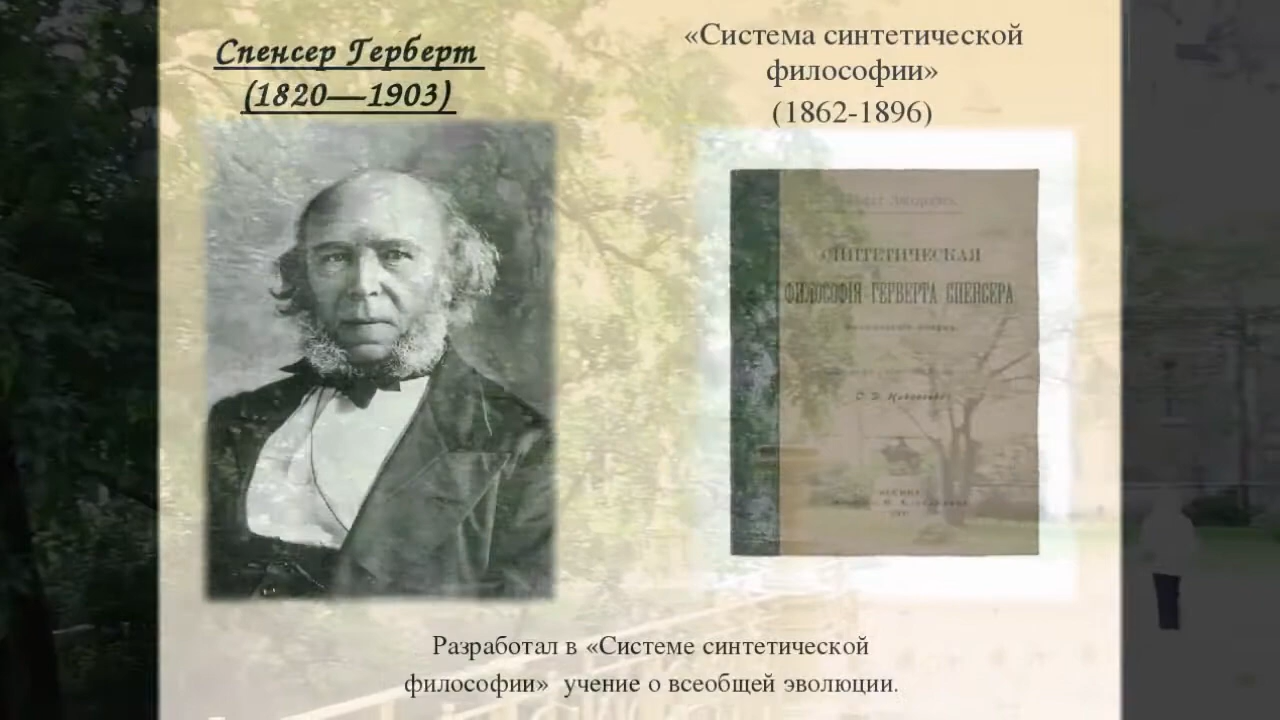 Спенсер Герберт
(1820—1903)
«Система синтетической
философии»
(1862-1896)
СИНТЕТИЧЕСКАЯ
ФИЛОСОФІЯ ГЕРБЕРТА СПЕНСЕРА
Разработал в «Системе синтетической
философии» учение о всеобщей эволюции.